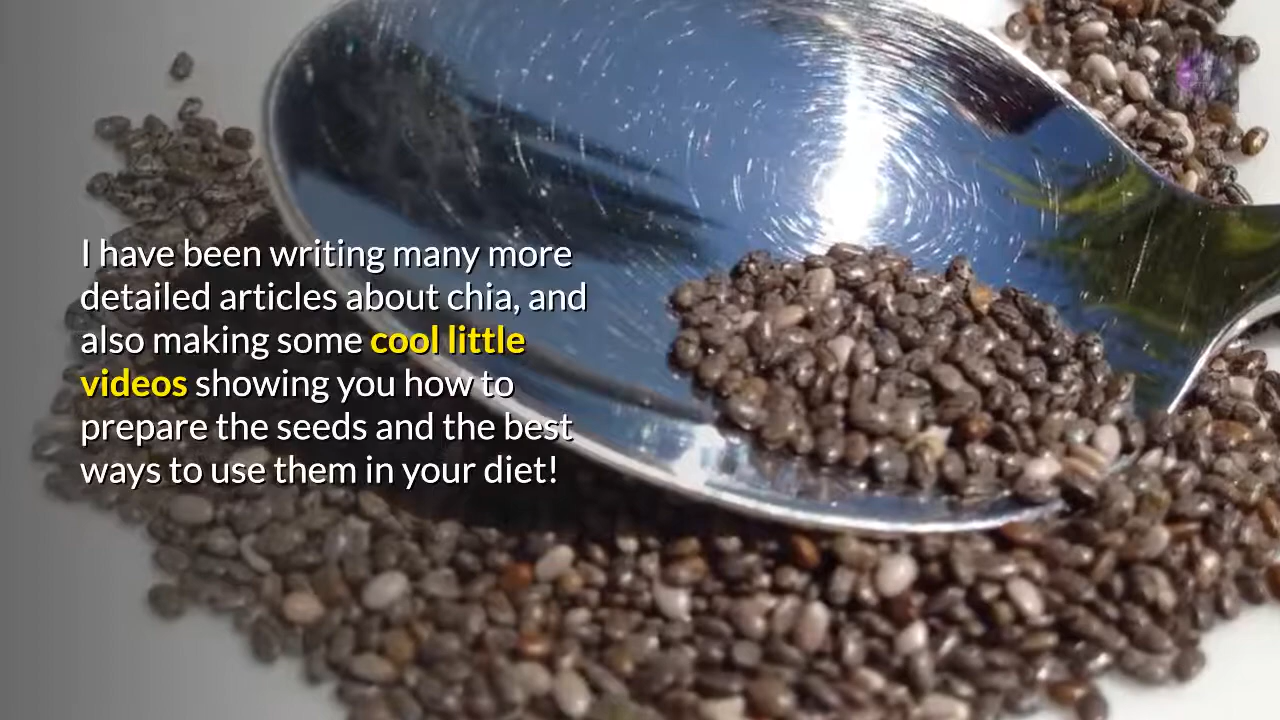 I have been writing many more
detailed articles about chia, and
also making some cool little
videos showing you how to
prepare the seeds and the best
ways to use them in your diet!